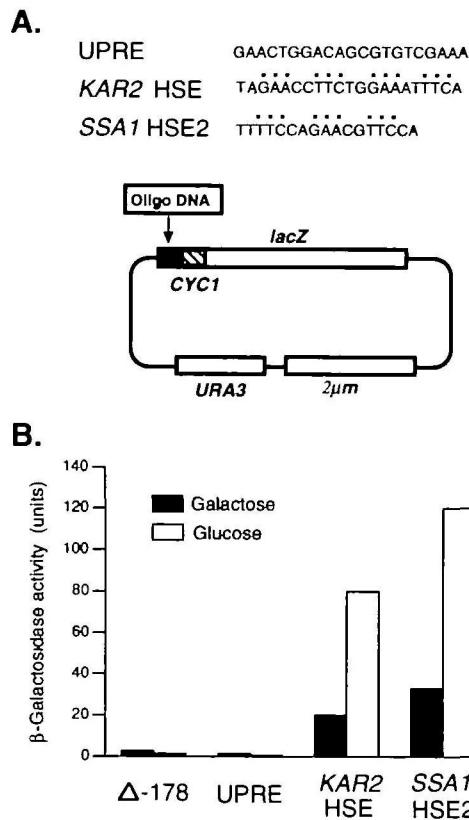 A.
UPRE GAACTGGACAGCGTGTCGAAA
KAR2 HSE TAGAACCTTCTGGAAATTTCA
SSA1 HSE2 TTTTCCAGAACGTTCCA
Oligo DNA
lacZ
CYC1
URA3 2μm
B.
β-Galactosidase activity (units)
140
120
100
80
60
40
20
0
Galactose
Glucose
Δ-178 UPRE KAR2 HSE SSA1 HSE2